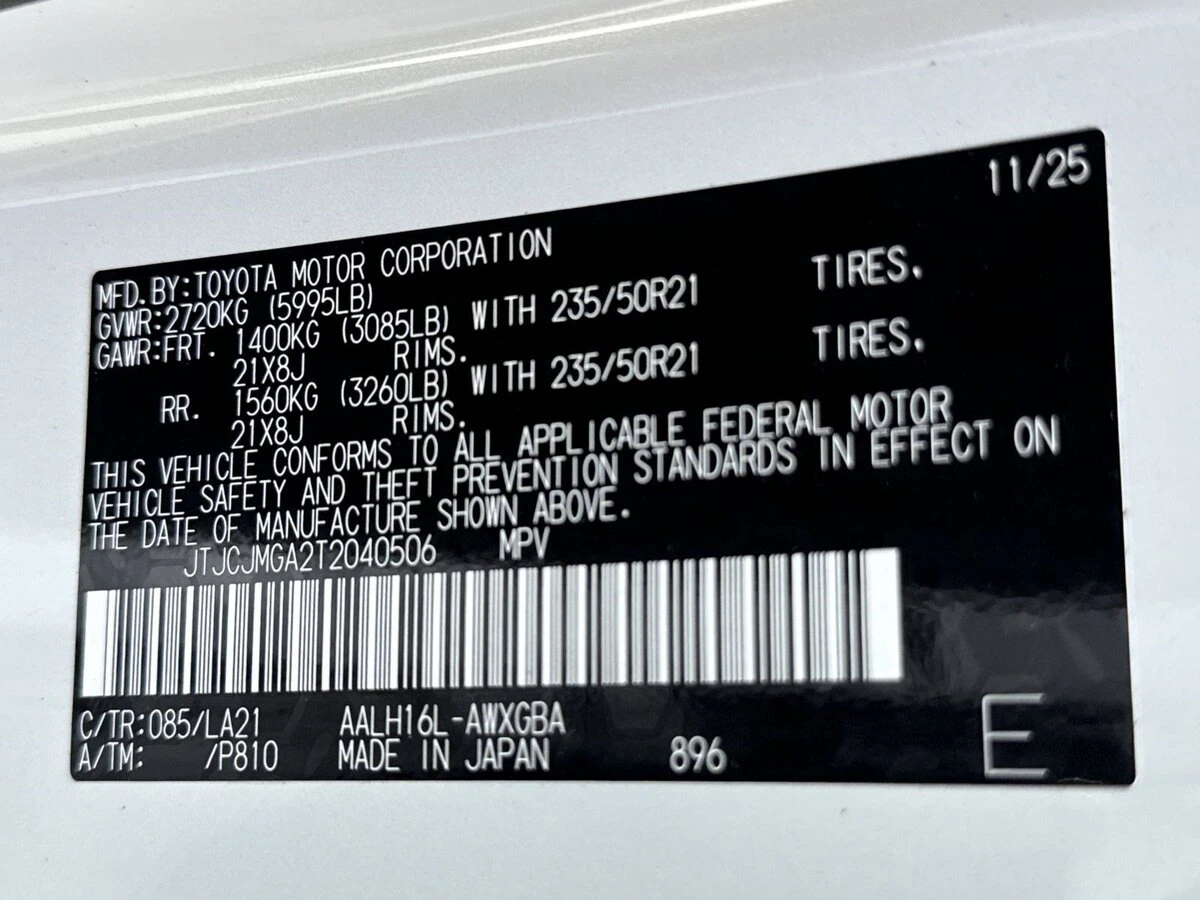 11/25
MFD.BY:TOYOTA MOTOR CORPORATION
GVWR:2720KG (5995LB)
GAWR:FRT. 1400KG (3085LB) WITH 235/50R21 TIRES.
21X8J RIMS.
RR. 1560KG (3260LB) WITH 235/50R21 TIRES.
21X8J RIMS.
THIS VEHICLE CONFORMS TO ALL APPLICABLE FEDERAL MOTOR
VEHICLE SAFETY AND THEFT PREVENTION STANDARDS IN EFFECT ON
THE DATE OF MANUFACTURE SHOWN ABOVE.
JTJCJMGA2T2040506 MPV
C/TR:085/LA21 AALH16L-AWXGBA
A/TM: /P810 MADE IN JAPAN 896
E